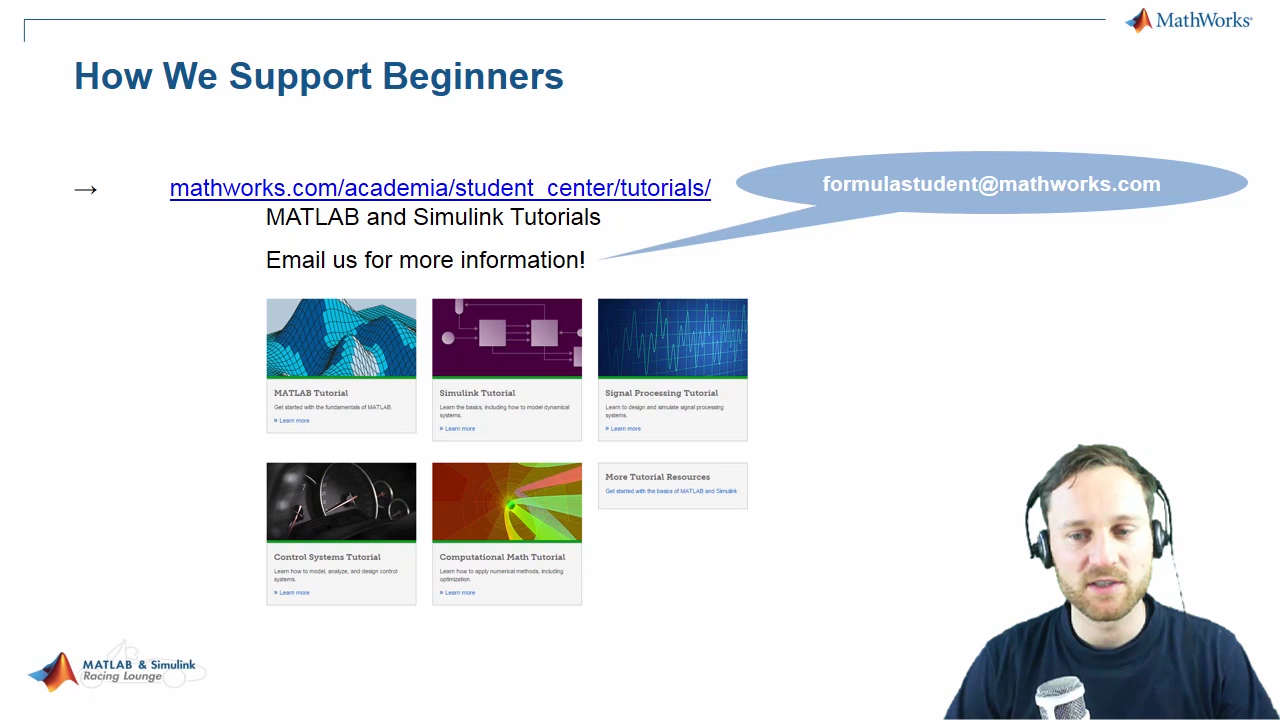 MathWorks®
How We Support Beginners
→ mathworks.com/academia/student_center/tutorials/
MATLAB and Simulink Tutorials
Email us for more information!
formulastudent@mathworks.com
MATLAB Tutorial
Get started with the fundamentals of MATLAB.
» Learn more
Simulink Tutorial
Learn the basics, including how to model dynamical
systems.
» Learn more
Signal Processing Tutorial
Learn to design and simulate signal processing
systems.
» Learn more
Control Systems Tutorial
Learn how to model, analyze, and design control
systems.
» Learn more
Computational Math Tutorial
Learn how to apply numerical methods, including
optimization.
» Learn more
More Tutorial Resources
Get started with the basics of MATLAB and Simulink
MATLAB & Simulink
Racing Lounge